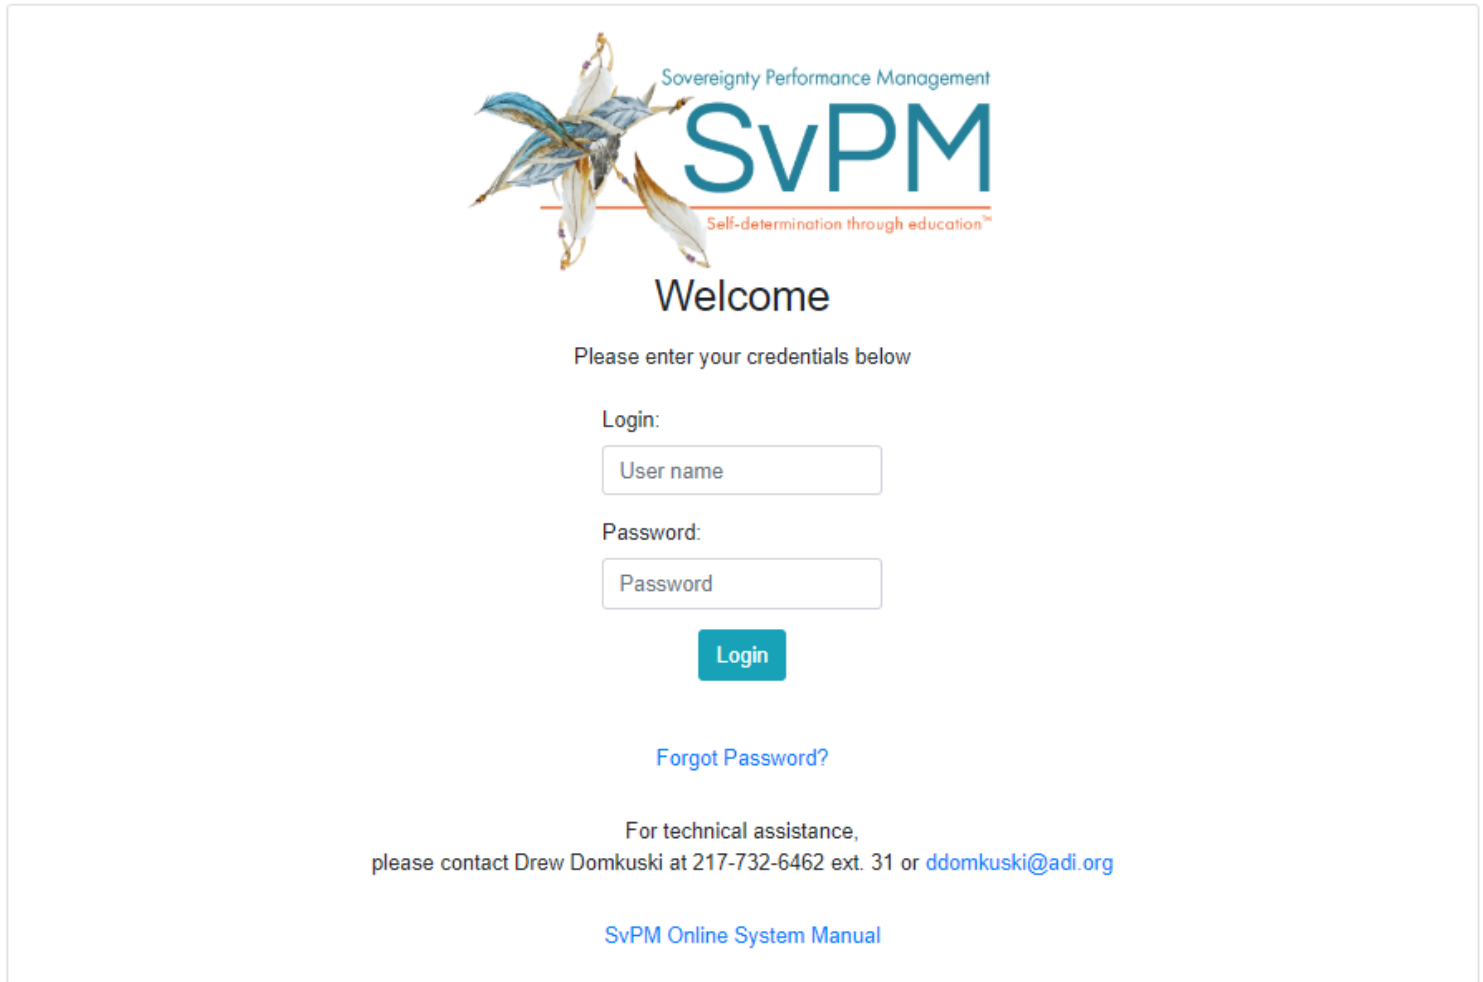 Sovereignty Performance Management
SvPM
Self-determination through education™
Welcome
Please enter your credentials below
Login:
User name
Password:
Password
Login
Forgot Password?
For technical assistance,
please contact Drew Domkuski at 217-732-6462 ext. 31 or ddomkuski@adi.org
SvPM Online System Manual